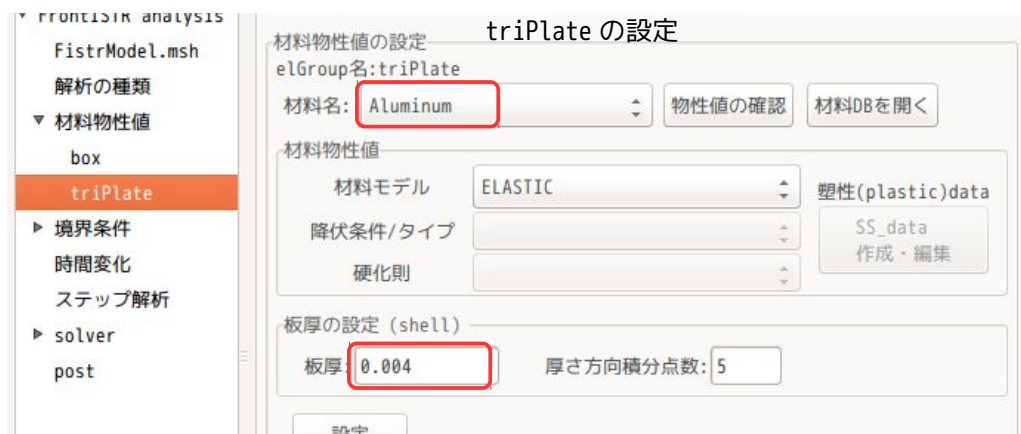 FrontISTR analysis
FistrModel.msh
解析の種類
材料物性値
box
triPlate
境界条件
時間変化
ステップ解析
solver
post
triPlate の設定
材料物性値の設定
elGroup名:triPlate
材料名: Aluminum 物性値の確認 材料DBを開く
材料物性値
材料モデル ELASTIC 塑性(plastic)data
降伏条件/タイプ SS_data
作成・編集
硬化則
板厚の設定 (shell)
板厚: 0.004 厚さ方向積分点数: 5
設定